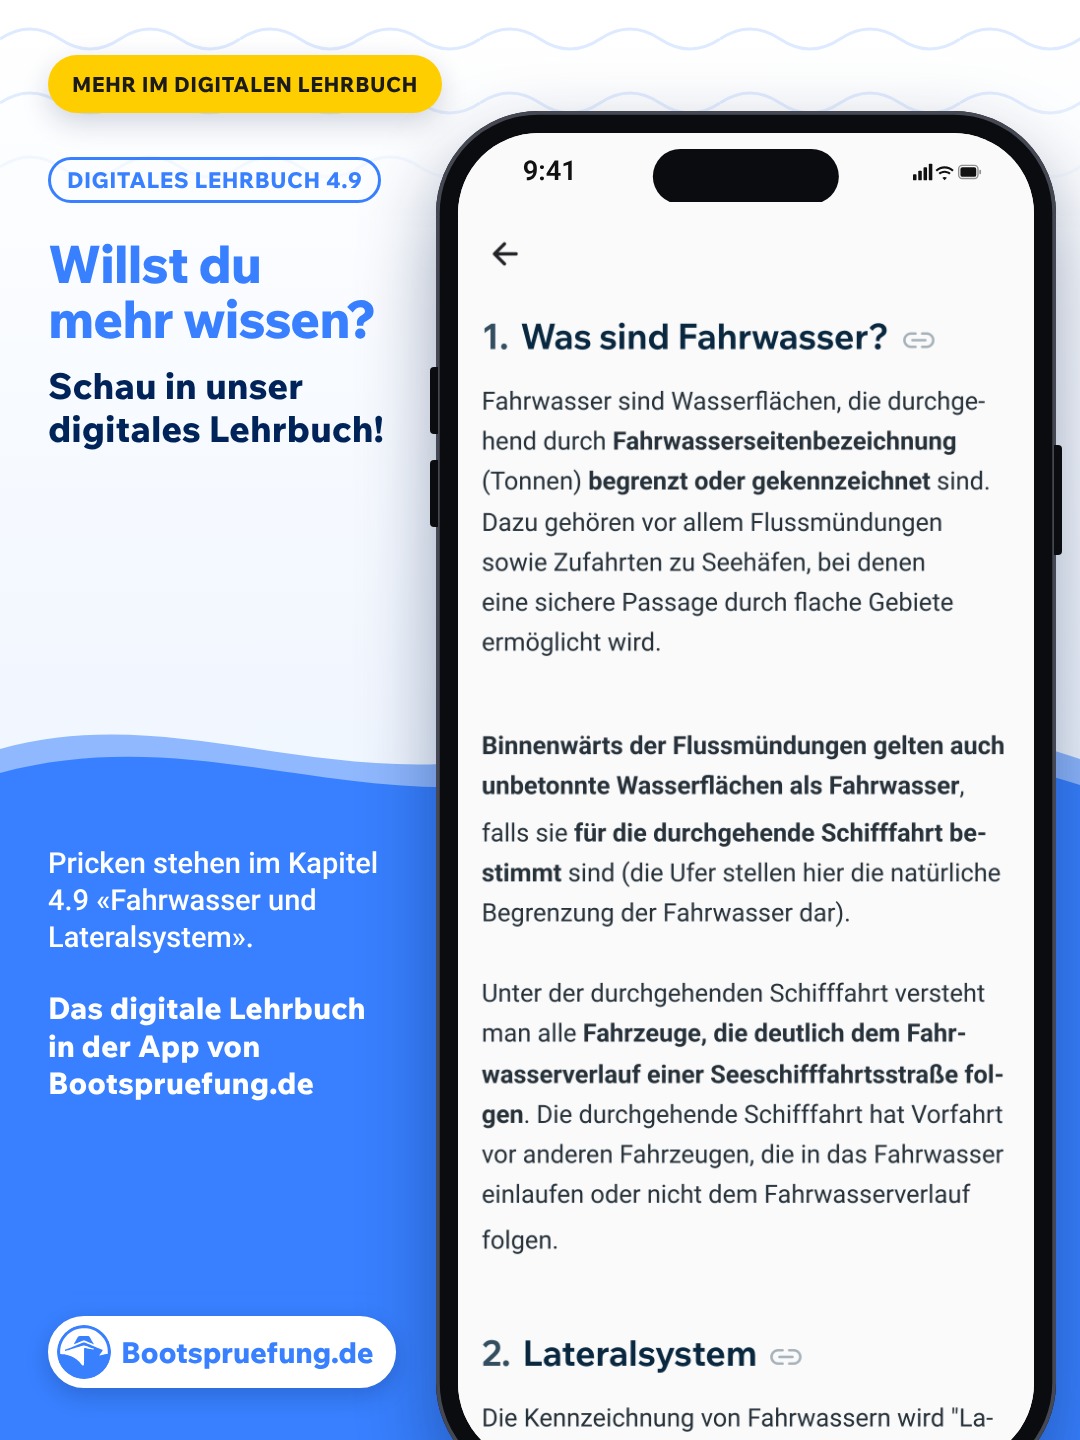 MEHR IM DIGITALEN LEHRBUCH
DIGITALES LEHRBUCH 4.9
Willst du
mehr wissen?
Schau in unser
digitales Lehrbuch!
Pricken stehen im Kapitel
4.9 «Fahrwasser und
Lateralsystem».
Das digitale Lehrbuch
in der App von
Bootspruefung.de
Bootspruefung.de
9:41
1. Was sind Fahrwasser?
Fahrwasser sind Wasserflächen, die durchge-
hend durch Fahrwasserseitenbezeichnung
(Tonnen) begrenzt oder gekennzeichnet sind.
Dazu gehören vor allem Flussmündungen
sowie Zufahrten zu Seehäfen, bei denen
eine sichere Passage durch flache Gebiete
ermöglicht wird.
Binnenwärts der Flussmündungen gelten auch
unbetonnte Wasserflächen als Fahrwasser,
falls sie für die durchgehende Schifffahrt be-
stimmt sind (die Ufer stellen hier die natürliche
Begrenzung der Fahrwasser dar).
Unter der durchgehenden Schifffahrt versteht
man alle Fahrzeuge, die deutlich dem Fahr-
wasserverlauf einer Seeschifffahrtsstraße fol-
gen. Die durchgehende Schifffahrt hat Vorfahrt
vor anderen Fahrzeugen, die in das Fahrwasser
einlaufen oder nicht dem Fahrwasserverlauf
folgen.
2. Lateralsystem
Die Kennzeichnung von Fahrwassern wird "La-